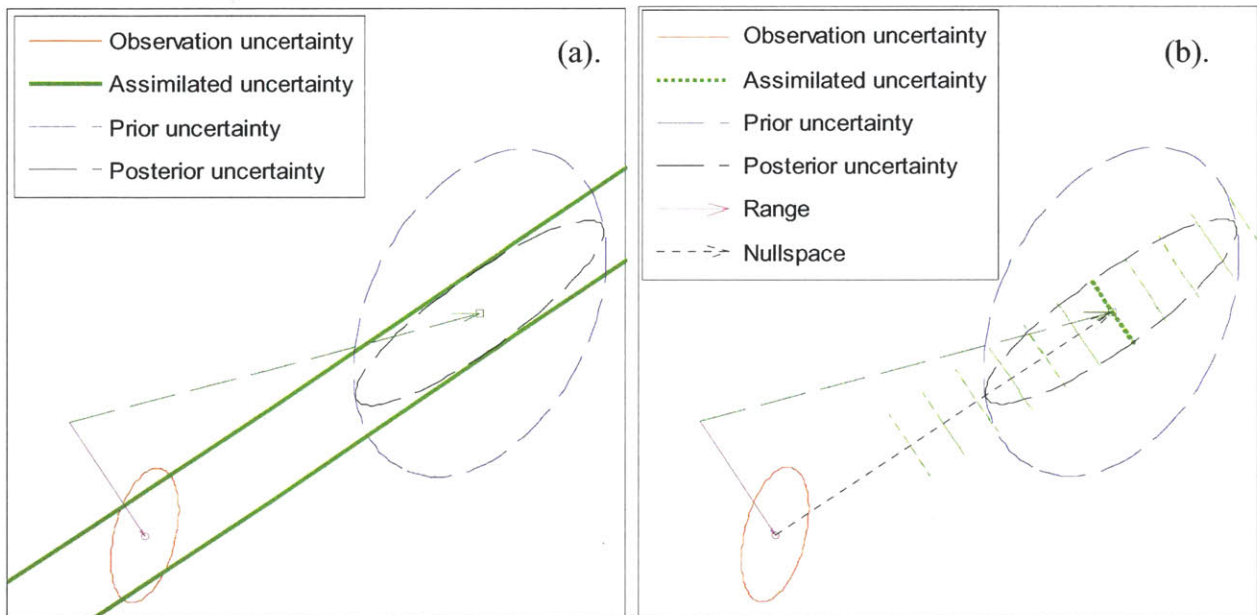 Observation uncertainty
Assimilated uncertainty
Prior uncertainty
Posterior uncertainty
(a).
Observation uncertainty
Assimilated uncertainty
Prior uncertainty
Posterior uncertainty
Range
Nullspace
(b).